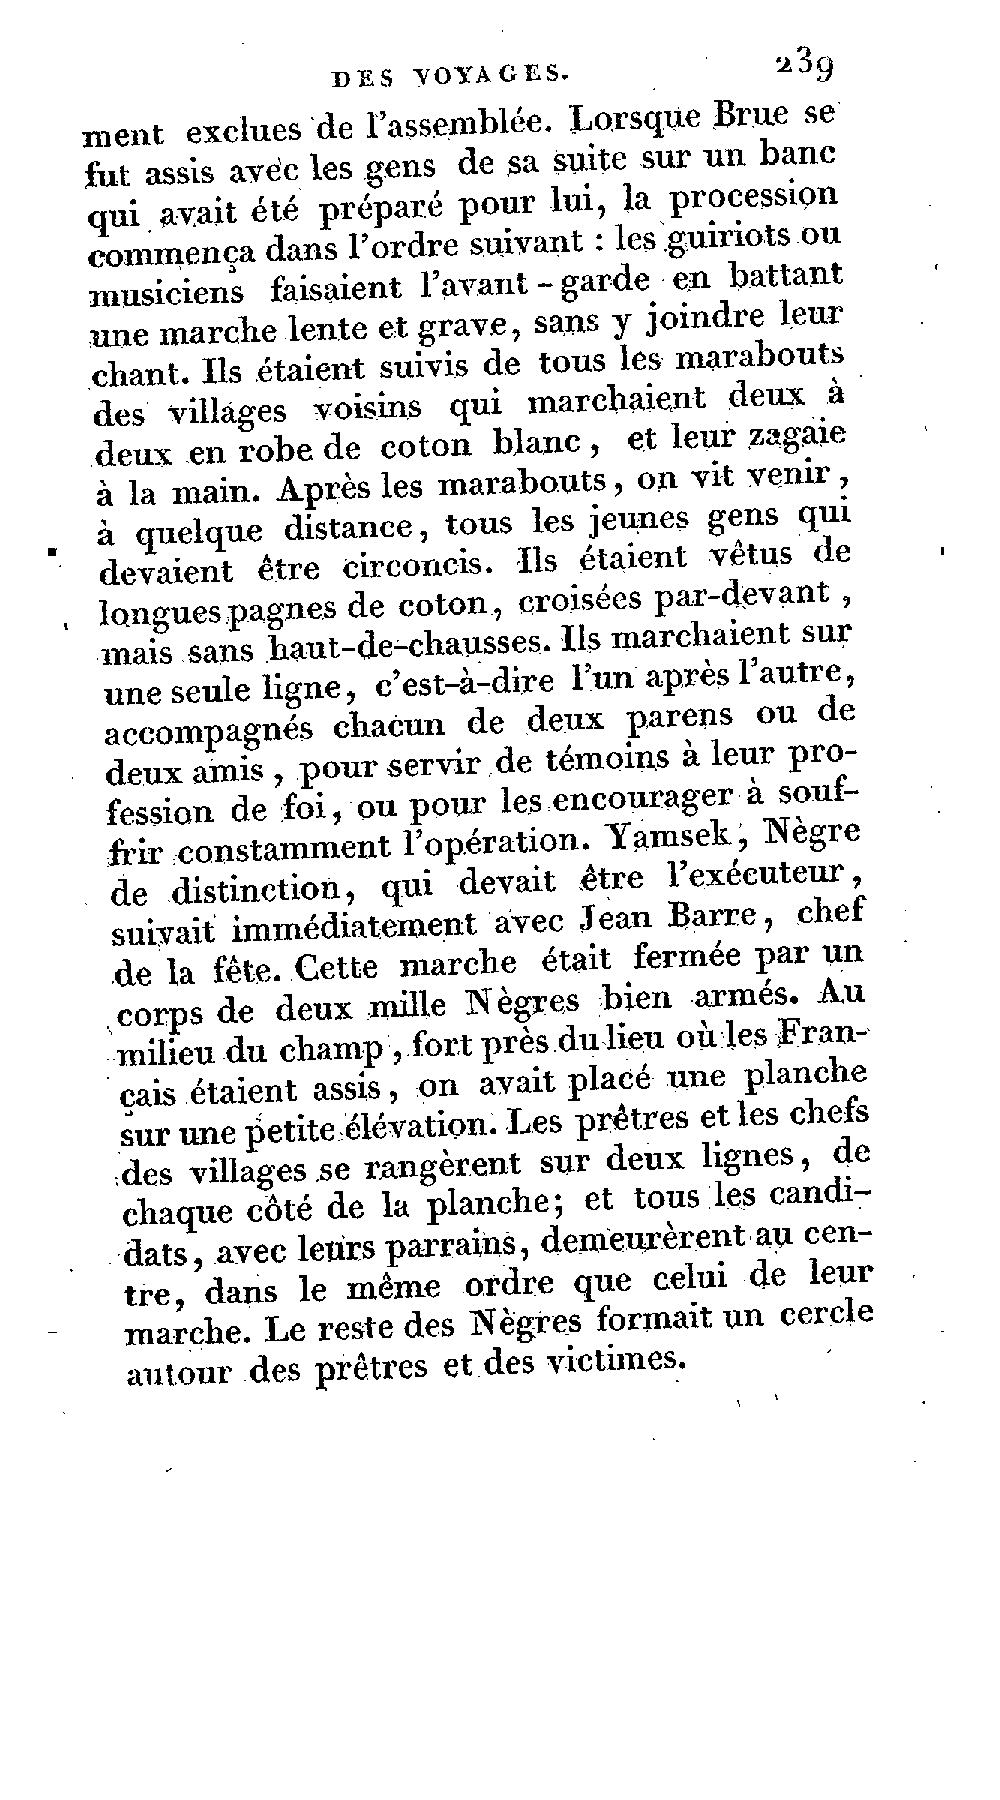 DES VOYAGES. 239
ment exclues de l'assemblée. Lorsque Brue se
fut assis avec les gens de sa suite sur un banc
qui avait été préparé pour lui, la procession
commença dans l'ordre suivant : les guiriots ou
musiciens faisaient l'avant-garde en battant
une marche lente et grave, sans y joindre leur
chant. Ils étaient suivis de tous les marabouts
des villages voisins qui marchaient deux à
deux en robe de coton blanc, et leur zagaie
à la main. Après les marabouts, on vit venir,
à quelque distance, tous les jeunes gens qui
devaient être circoncis. Ils étaient vêtus de
longues pagnes de coton, croisées par-devant,
mais sans haut-de-chausses. Ils marchaient sur
une seule ligne, c'est-à-dire l'un après l'autre,
accompagnés chacun de deux parens ou de
deux amis, pour servir de témoins à leur pro-
fession de foi, ou pour les encourager à souf-
frir constamment l'opération. Yamsek, Nègre
de distinction, qui devait être l'exécuteur,
suivait immédiatement avec Jean Barre, chef
de la fête. Cette marche était fermée par un
corps de deux mille Nègres bien armés. Au
milieu du champ, fort près du lieu où les Fran-
çais étaient assis, on avait placé une planche
sur une petite élévation. Les prêtres et les chefs
des villages se rangèrent sur deux lignes, de
chaque côté de la planche; et tous les candi-
dats, avec leurs parrains, demeurèrent au cen-
tre, dans le même ordre que celui de leur
marche. Le reste des Nègres formait un cercle
autour des prêtres et des victimes.